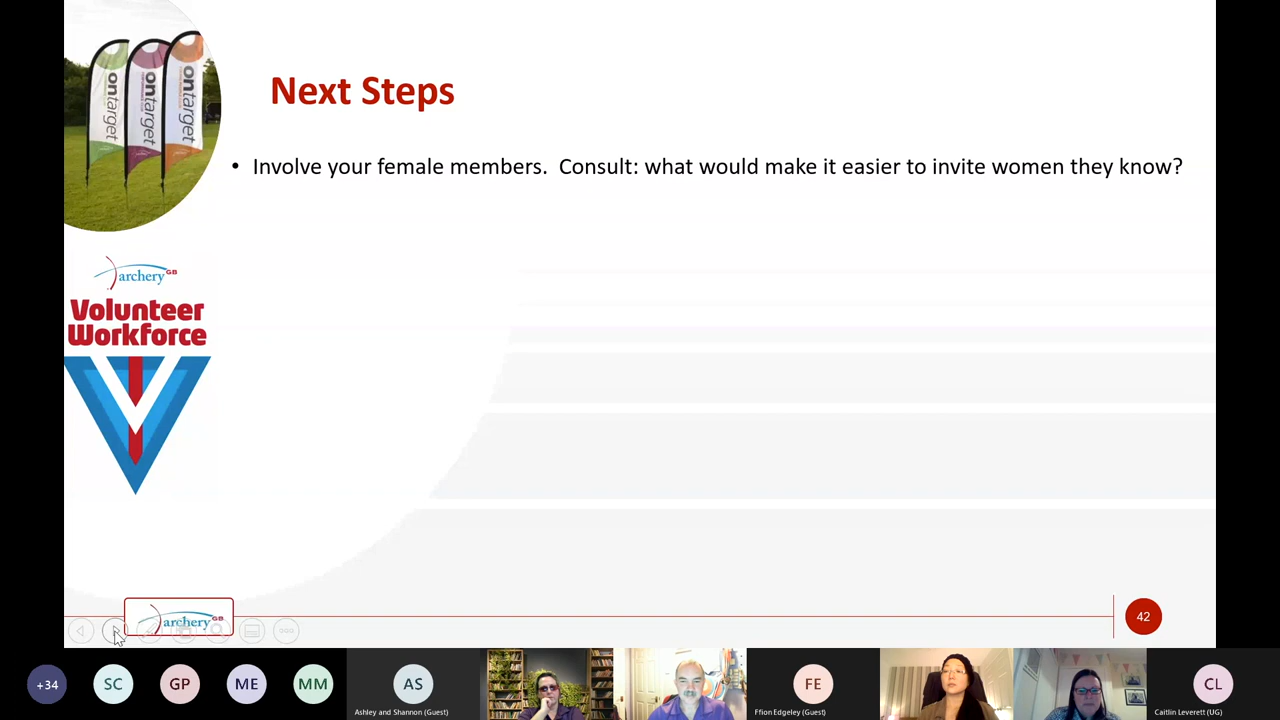 ontarget
ontarget
ontarget
Next Steps
• Involve your female members.  Consult: what would make it easier to invite women they know?
archery GB
Volunteer
Workforce
archery GB
42
+34
SC
GP
ME
MM
AS
Ashley and Shannon (Guest)
FE
Ffion Edgeley (Guest)
CL
Caitlin Leverett (UG)